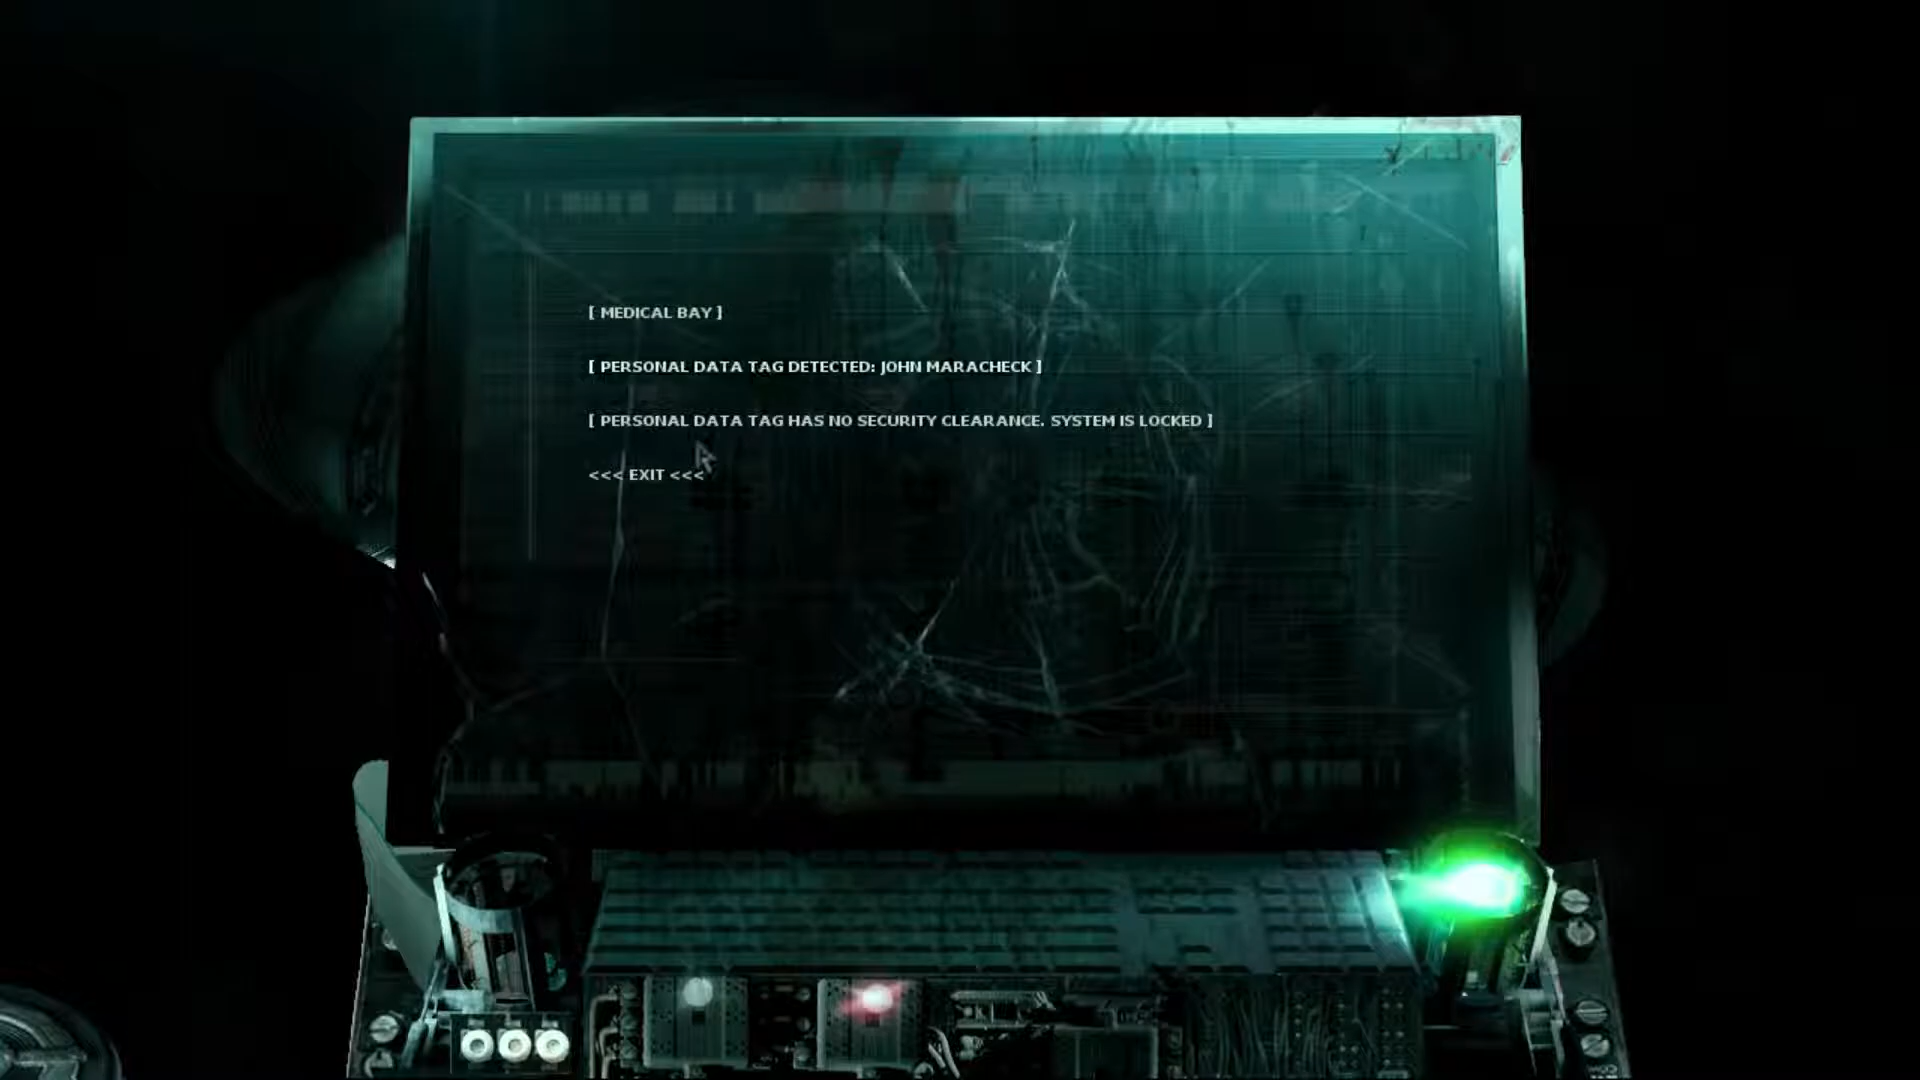 [ MEDICAL BAY ]
[ PERSONAL DATA TAG DETECTED: JOHN MARACHECK ]
[ PERSONAL DATA TAG HAS NO SECURITY CLEARANCE. SYSTEM IS LOCKED ]
<<< EXIT <<<